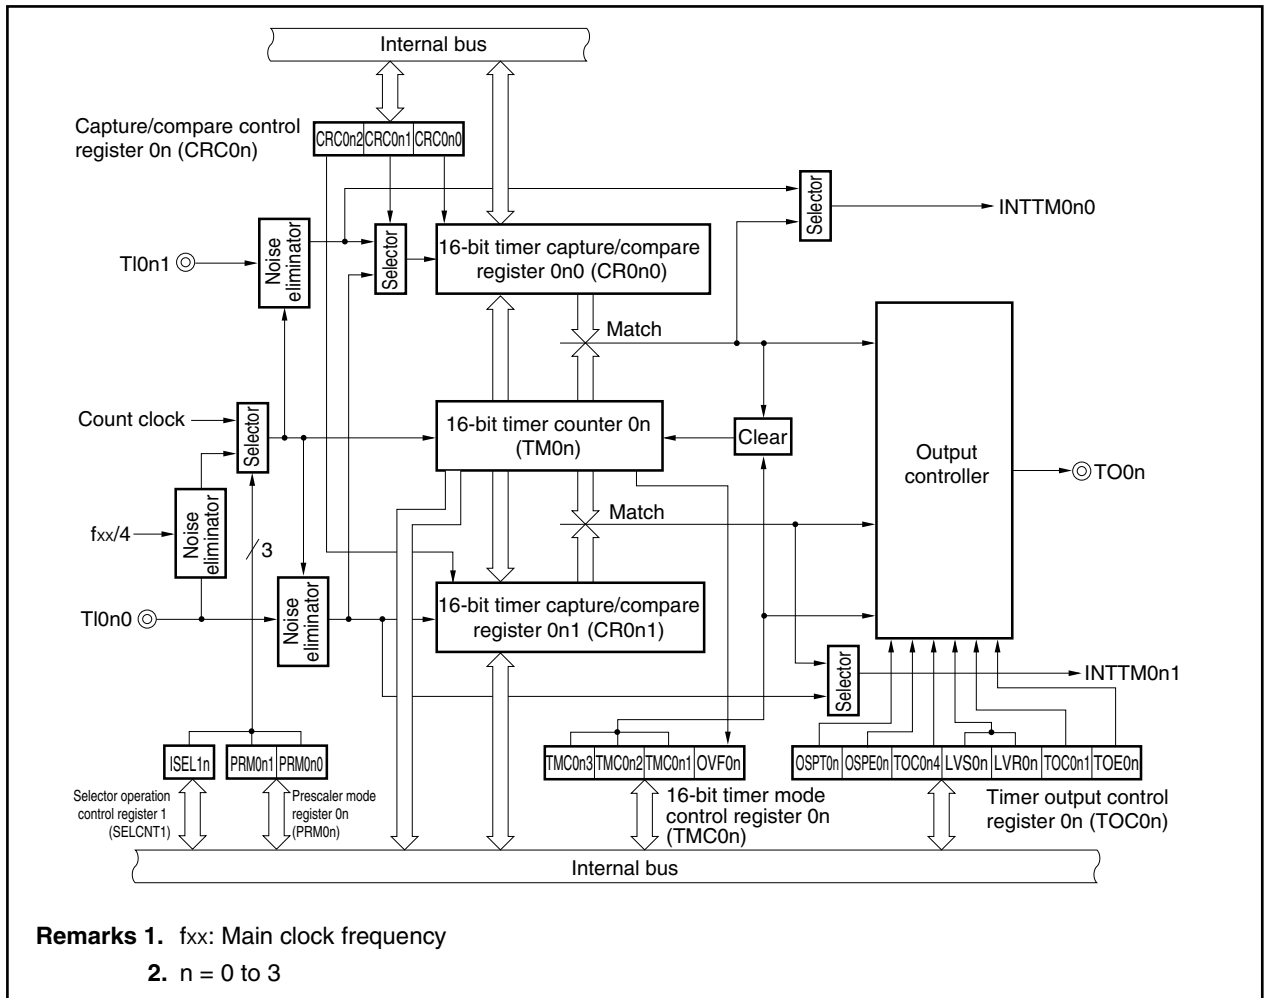 Internal bus
Capture/compare control
register 0n (CRC0n)
CRC0n2 CRC0n1 CRC0n0
Selector
INTTM0n0
TI0n1
Noise
eliminator
Selector
16-bit timer capture/compare
register 0n0 (CR0n0)
Match
Count clock
Selector
16-bit timer counter 0n
(TM0n)
Clear
Output
controller
TO0n
fxx/4
Noise
eliminator
3
Match
TI0n0
Noise
eliminator
16-bit timer capture/compare
register 0n1 (CR0n1)
Selector
INTTM0n1
ISEL1n
PRM0n1 PRM0n0
TMC0n3 TMC0n2 TMC0n1 OVF0n
OSPT0n OSPE0n TOC0n4 LVS0n LVR0n TOC0n1 TOE0n
Selector operation
control register 1
(SELCNT1)
Prescaler mode
register 0n
(PRM0n)
16-bit timer mode
control register 0n
(TMC0n)
Timer output control
register 0n (TOC0n)
Internal bus
Remarks 1. fxx: Main clock frequency
2. n = 0 to 3